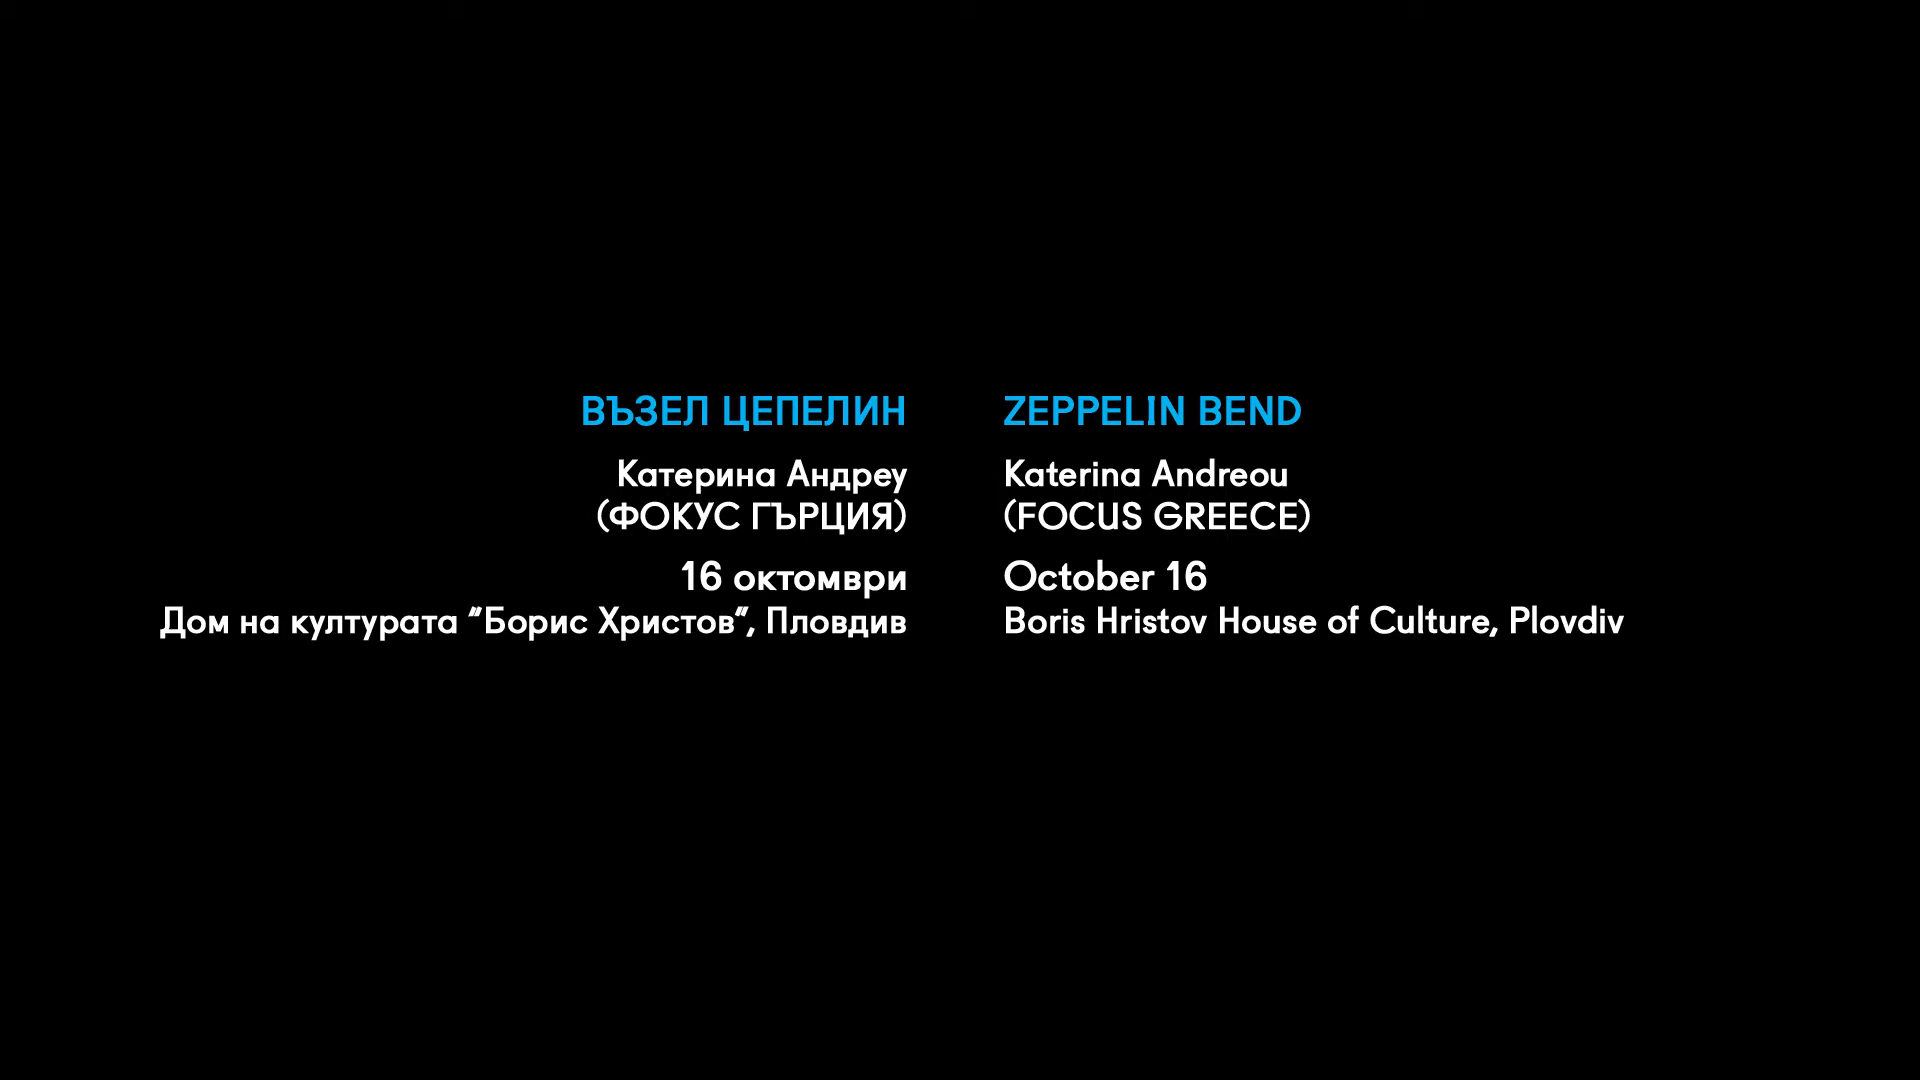 ВЪЗЕЛ ЦЕПЕЛИН
Катерина Андреу
(ФОКУС ГЪРЦИЯ)
16 октомври
Дом на културата “Борис Христов“, Пловдив
ZEPPELIN BEND
Katerina Andreou
(FOCUS GREECE)
October 16
Boris Hristov House of Culture, Plovdiv